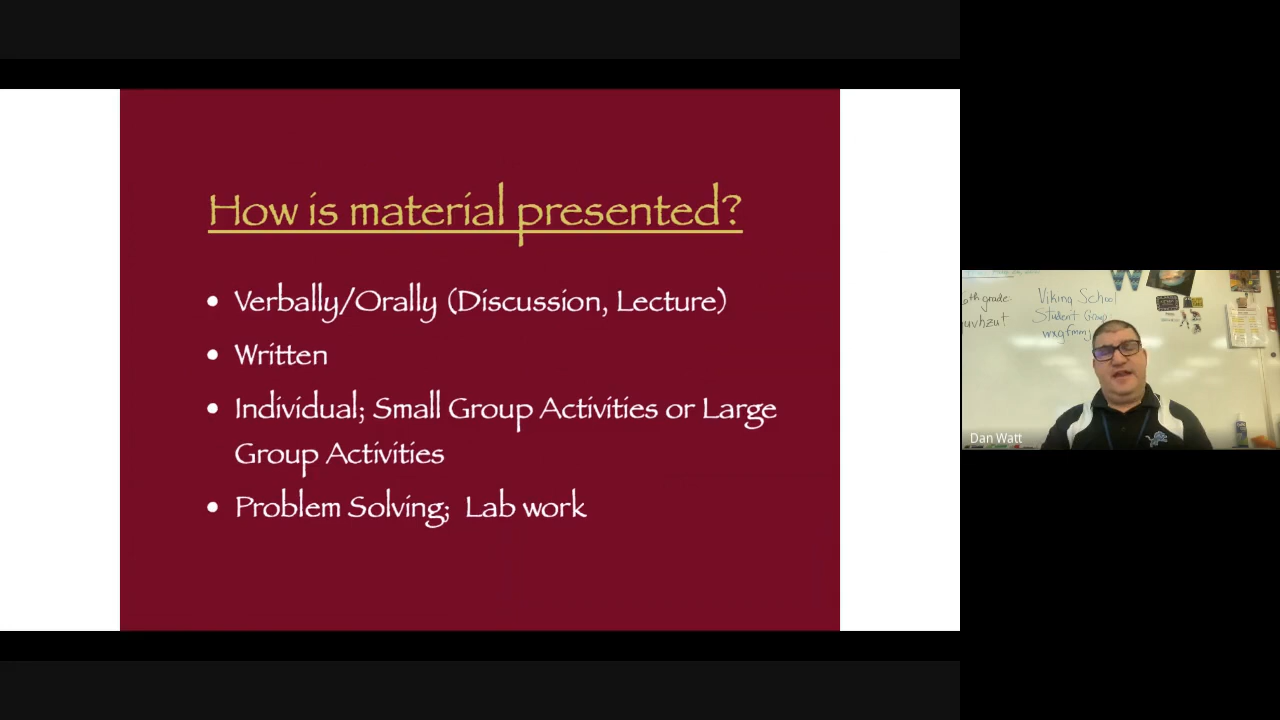 How is material presented?
• Verbally/Orally (Discussion, Lecture)
• Written
• Individual; Small Group Activities or Large
Group Activities
• Problem Solving;  Lab work
grade
Viking School
Student Group
Dan Watt